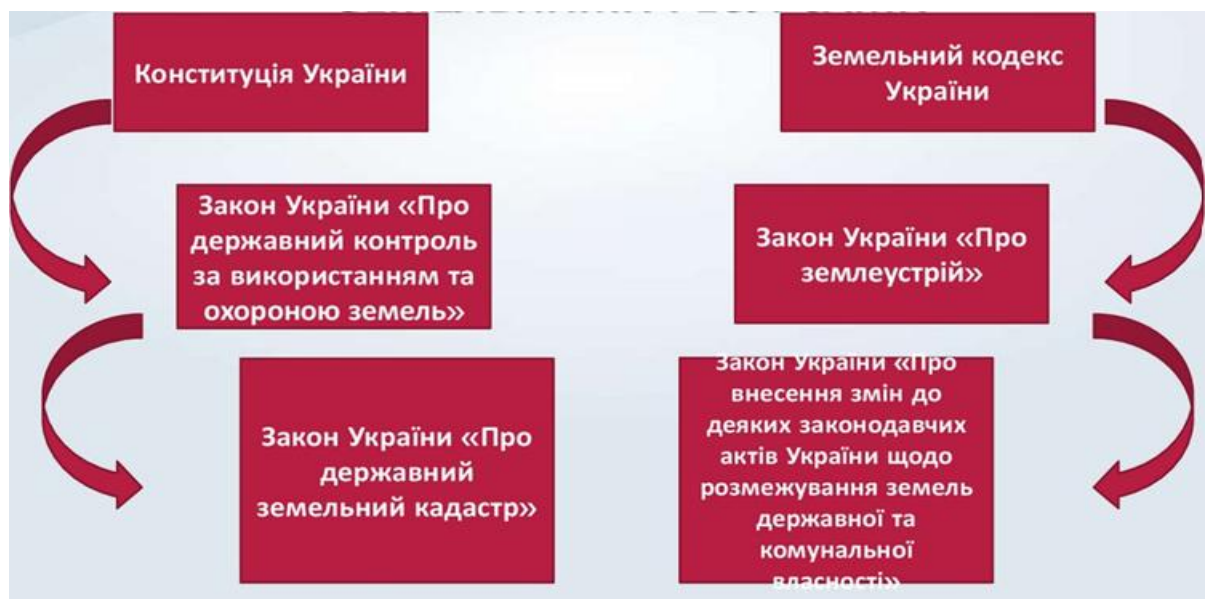 Конституція України
Земельний кодекс
України
Закон України «Про
державний контроль
за використанням та
охороною земель»
Закон України «Про
землеустрій»
Закон України «Про
державний
земельний кадастр»
Закон України «Про
внесення змін до
деяких законодавчих
актів України щодо
розмежування земель
державної та
комунальної
власності»